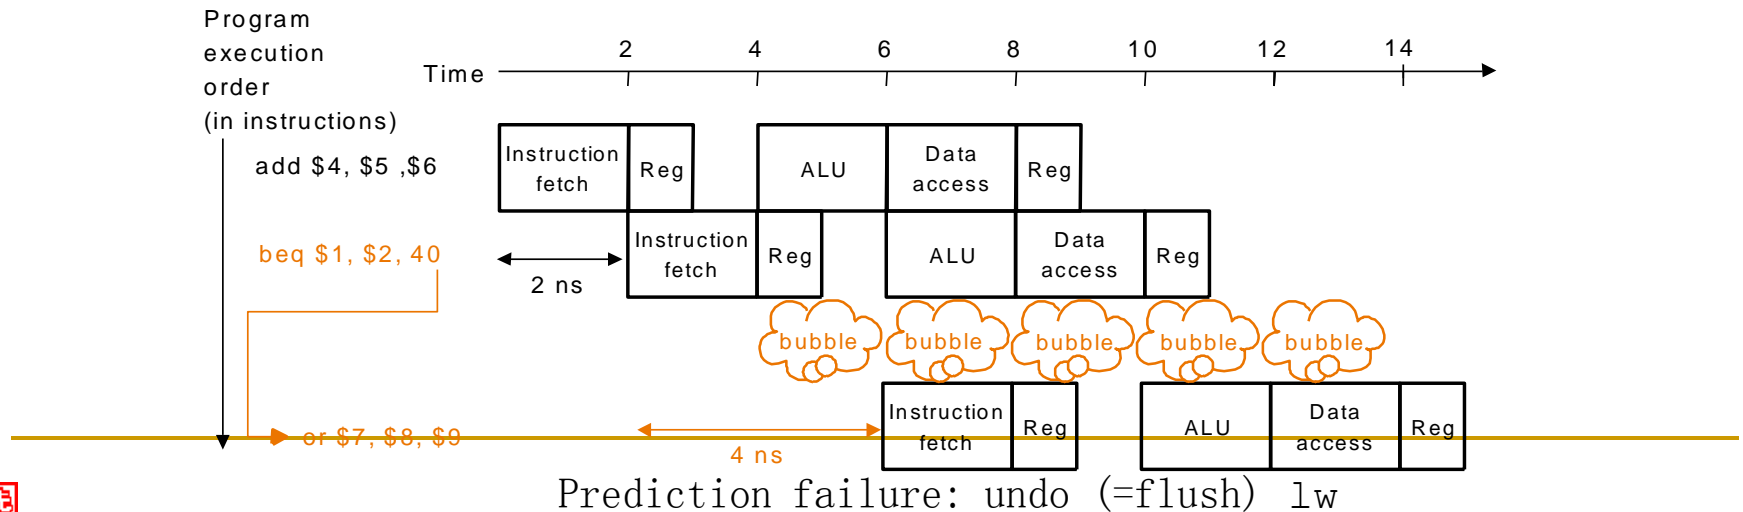 Program
execution
order
(in instructions)
Time
2 4 6 8 10 12 14
add $4, $5 ,$6
Instruction
fetch
Reg
ALU
Data
access
Reg
beq $1, $2, 40
2 ns
Instruction
fetch
Reg
ALU
Data
access
Reg
bubble bubble bubble bubble bubble
or $7, $8, $9
4 ns
Instruction
fetch
Reg
ALU
Data
access
Reg
Prediction failure: undo (=flush) lw